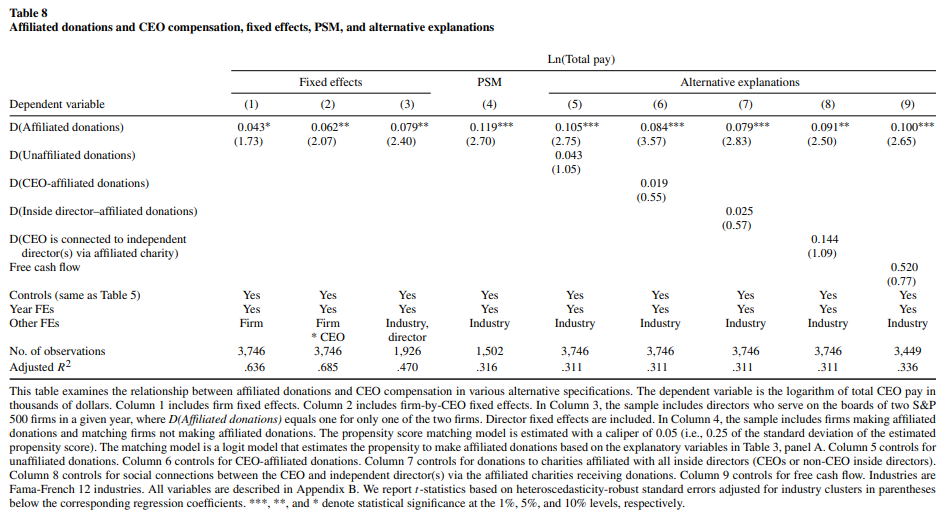 Table 8
Affiliated donations and CEO compensation, fixed effects, PSM, and alternative explanations
Ln(Total pay)
Fixed effects PSM Alternative explanations
Dependent variable (1) (2) (3) (4) (5) (6) (7) (8) (9)
D(Affiliated donations) 0.043* 0.062** 0.079** 0.119*** 0.105*** 0.084*** 0.079*** 0.091** 0.100***
(1.73) (2.07) (2.40) (2.70) (2.75) (3.57) (2.83) (2.50) (2.65)
D(Unaffiliated donations) 0.043
(1.05)
D(CEO-affiliated donations) 0.019
(0.55)
D(Inside director–affiliated donations) 0.025
(0.57)
D(CEO is connected to independent 0.144
director(s) via affiliated charity) (1.09)
Free cash flow 0.520
(0.77)
Controls (same as Table 5) Yes Yes Yes Yes Yes Yes Yes Yes Yes
Year FEs Yes Yes Yes Yes Yes Yes Yes Yes Yes
Other FEs Firm Firm Industry, Industry Industry Industry Industry Industry Industry
* CEO director
No. of observations 3,746 3,746 1,926 1,502 3,746 3,746 3,746 3,746 3,449
Adjusted R2 .636 .685 .470 .316 .311 .311 .311 .311 .336
This table examines the relationship between affiliated donations and CEO compensation in various alternative specifications. The dependent variable is the logarithm of total CEO pay in
thousands of dollars. Column 1 includes firm fixed effects. Column 2 includes firm-by-CEO fixed effects. In Column 3, the sample includes directors who serve on the boards of two S&P
500 firms in a given year, where D(Affiliated donations) equals one for only one of the two firms. Director fixed effects are included. In Column 4, the sample includes firms making affiliated
donations and matching firms not making affiliated donations. The propensity score matching model is estimated with a caliper of 0.05 (i.e., 0.25 of the standard deviation of the estimated
propensity score). The matching model is a logit model that estimates the propensity to make affiliated donations based on the explanatory variables in Table 3, panel A. Column 5 controls for
unaffiliated donations. Column 6 controls for CEO-affiliated donations. Column 7 controls for donations to charities affiliated with all inside directors (CEOs or non-CEO inside directors).
Column 8 controls for social connections between the CEO and independent director(s) via the affiliated charities receiving donations. Column 9 controls for free cash flow. Industries are
Fama-French 12 industries. All variables are described in Appendix B. We report t-statistics based on heteroscedasticity-robust standard errors adjusted for industry clusters in parentheses
below the corresponding regression coefficients. ***, **, and * denote statistical significance at the 1%, 5%, and 10% levels, respectively.